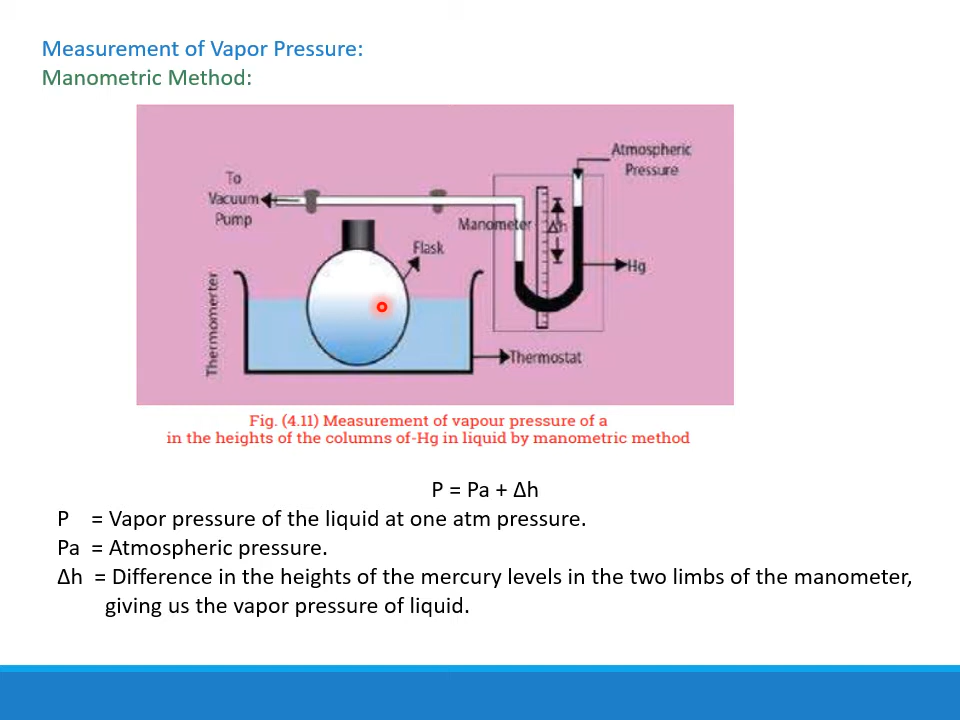 Measurement of Vapor Pressure:
Manometric Method:
Atmospheric
Pressure
To
Vacuum
Pump
Manometer
Δh
Flask
Hg
Thermomerter
Thermostat
Fig. (4.11) Measurement of vapour pressure of a
in the heights of the columns of-Hg in liquid by manometric method
P = Pa + Δh
P = Vapor pressure of the liquid at one atm pressure.
Pa = Atmospheric pressure.
Δh = Difference in the heights of the mercury levels in the two limbs of the manometer,
giving us the vapor pressure of liquid.